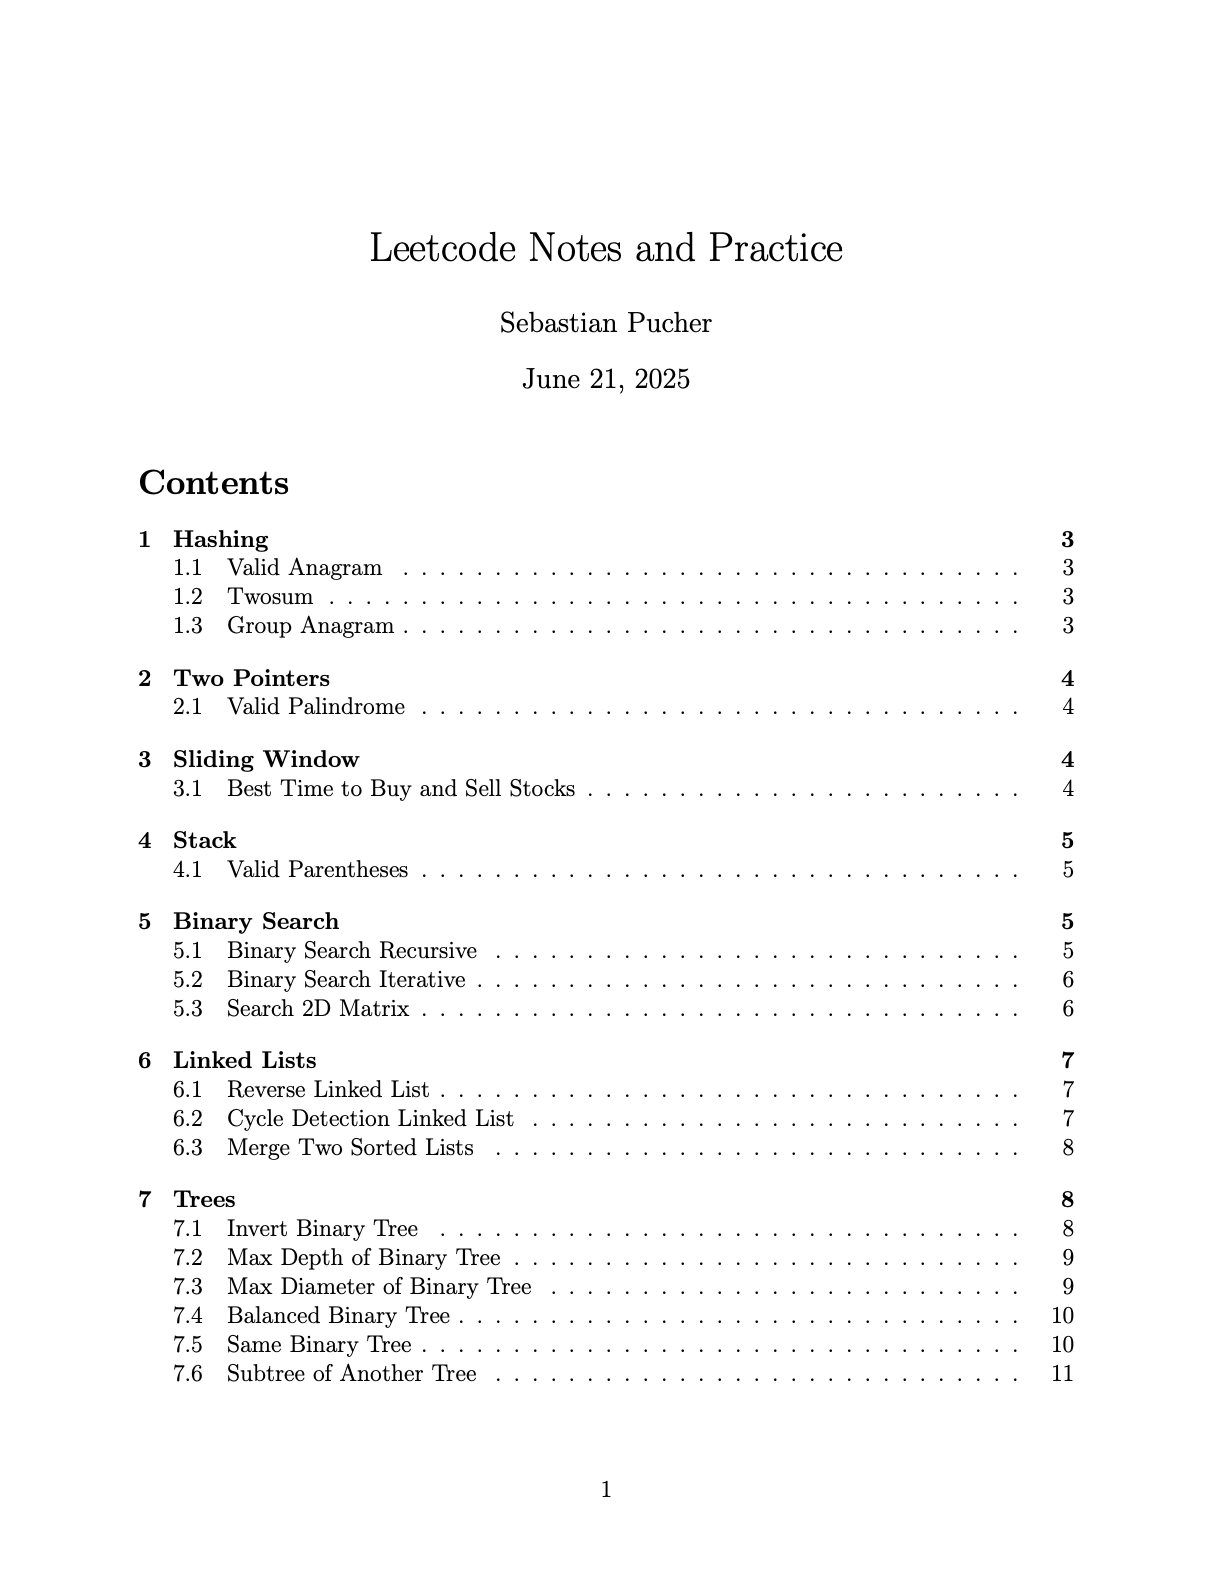 Leetcode Notes and Practice
Sebastian Pucher
June 21, 2025
Contents
1 Hashing 3
1.1 Valid Anagram . . . . . . . . . . . . . . . . . . . . . . . . . . . . . . . . . . 3
1.2 Twosum . . . . . . . . . . . . . . . . . . . . . . . . . . . . . . . . . . . . . . 3
1.3 Group Anagram . . . . . . . . . . . . . . . . . . . . . . . . . . . . . . . . . . 3
2 Two Pointers 4
2.1 Valid Palindrome . . . . . . . . . . . . . . . . . . . . . . . . . . . . . . . . . 4
3 Sliding Window 4
3.1 Best Time to Buy and Sell Stocks . . . . . . . . . . . . . . . . . . . . . . . . 4
4 Stack 5
4.1 Valid Parentheses . . . . . . . . . . . . . . . . . . . . . . . . . . . . . . . . . 5
5 Binary Search 5
5.1 Binary Search Recursive . . . . . . . . . . . . . . . . . . . . . . . . . . . . . 5
5.2 Binary Search Iterative . . . . . . . . . . . . . . . . . . . . . . . . . . . . . . 6
5.3 Search 2D Matrix . . . . . . . . . . . . . . . . . . . . . . . . . . . . . . . . . 6
6 Linked Lists 7
6.1 Reverse Linked List . . . . . . . . . . . . . . . . . . . . . . . . . . . . . . . . 7
6.2 Cycle Detection Linked List . . . . . . . . . . . . . . . . . . . . . . . . . . . 7
6.3 Merge Two Sorted Lists . . . . . . . . . . . . . . . . . . . . . . . . . . . . . 8
7 Trees 8
7.1 Invert Binary Tree . . . . . . . . . . . . . . . . . . . . . . . . . . . . . . . . 8
7.2 Max Depth of Binary Tree . . . . . . . . . . . . . . . . . . . . . . . . . . . . 9
7.3 Max Diameter of Binary Tree . . . . . . . . . . . . . . . . . . . . . . . . . . 9
7.4 Balanced Binary Tree . . . . . . . . . . . . . . . . . . . . . . . . . . . . . . . 10
7.5 Same Binary Tree . . . . . . . . . . . . . . . . . . . . . . . . . . . . . . . . . 10
7.6 Subtree of Another Tree . . . . . . . . . . . . . . . . . . . . . . . . . . . . . 11
1